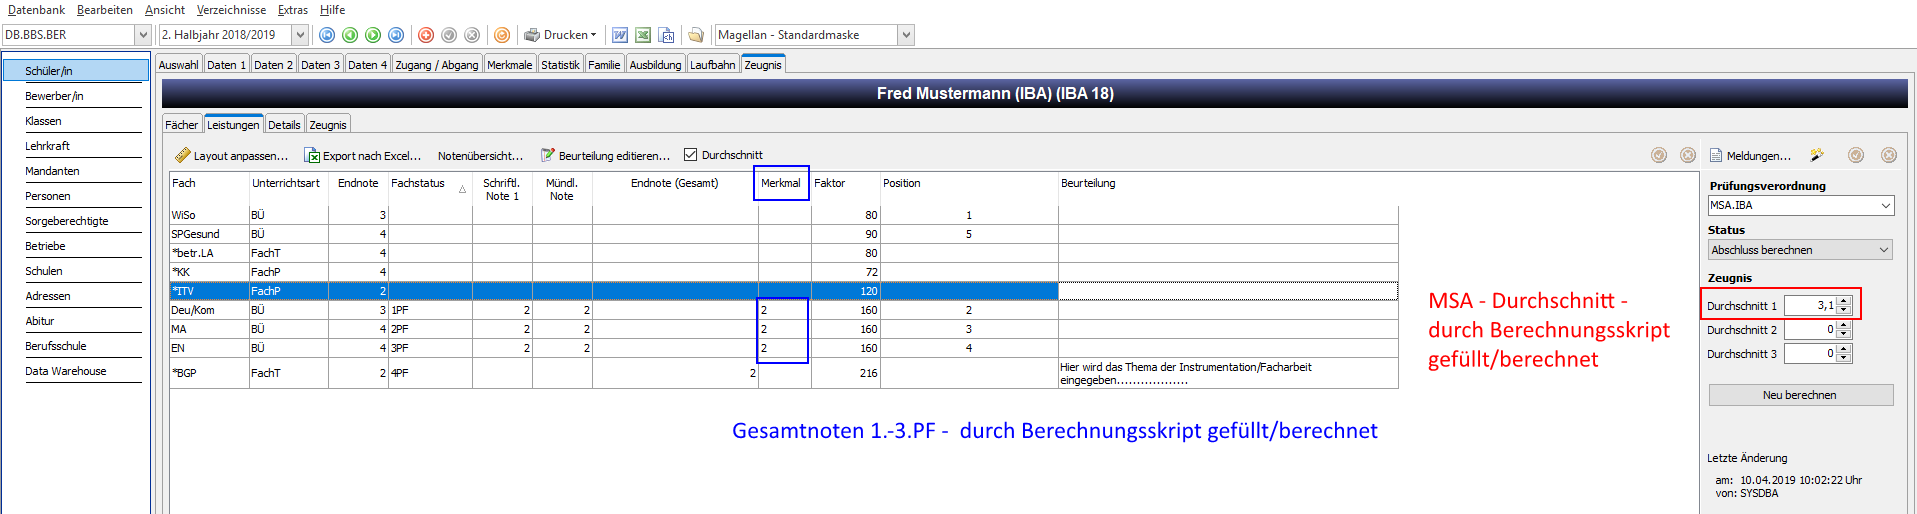 Datenbank Bearbeiten Ansicht Verzeichnisse Extras Hilfe
DB.BBS.BER 2. Halbjahr 2018/2019 Drucken Magellan - Standardmaske
Schüler/in
Bewerber/in
Klassen
Lehrkraft
Mandanten
Personen
Sorgeberechtigte
Betriebe
Schulen
Adressen
Abitur
Berufsschule
Data Warehouse
Auswahl Daten 1 Daten 2 Daten 3 Daten 4 Zugang / Abgang Merkmale Statistik Familie Ausbildung Laufbahn Zeugnis
Fred Mustermann (IBA) (IBA 18)
Fächer Leistungen Details Zeugnis
Layout anpassen... Export nach Excel... Notenübersicht... Beurteilung editieren... Durchschnitt
Fach Unterrichtsart Endnote Fachstatus Schriftl. Note 1 Mündl. Note Endnote (Gesamt) Merkmal Faktor Position Beurteilung
WiSo BÜ 3 80 1
SPGesund BÜ 4 90 5
*betr.LA FachT 4 80
*KK FachP 4 72
*ITV FachP 2 120
Deu/Kom BÜ 3 1PF 2 2 2 160 2
MA BÜ 4 2PF 2 2 2 160 3
EN BÜ 4 3PF 2 2 2 160 4
*BGP FachT 2 4PF 2 216 Hier wird das Thema der Instrumentation/Facharbeit
eingegeben..................
Gesamtnoten 1.-3.PF - durch Berechnungsskript gefüllt/berechnet
MSA - Durchschnitt -
durch Berechnungsskript
gefüllt/berechnet
Meldungen...
Prüfungsverordnung
MSA.IBA
Status
Abschluss berechnen
Zeugnis
Durchschnitt 1 3,1
Durchschnitt 2 0
Durchschnitt 3 0
Neu berechnen
Letzte Änderung
am: 10.04.2019 10:02:22 Uhr
von: SYSDBA